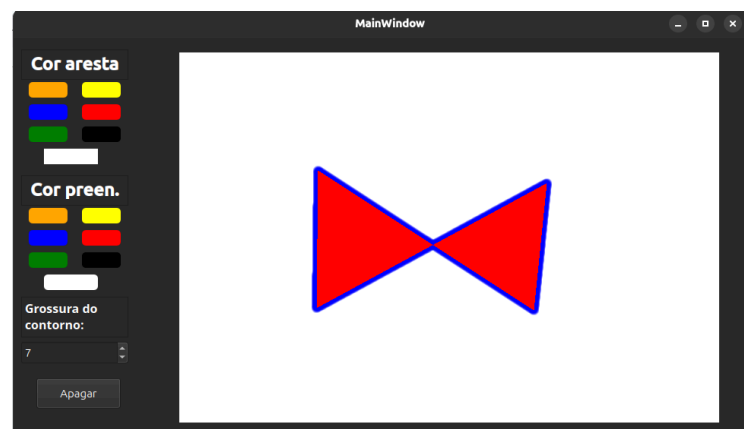 MainWindow
Cor aresta
Cor preen.
Grossura do
contorno:
7
Apagar